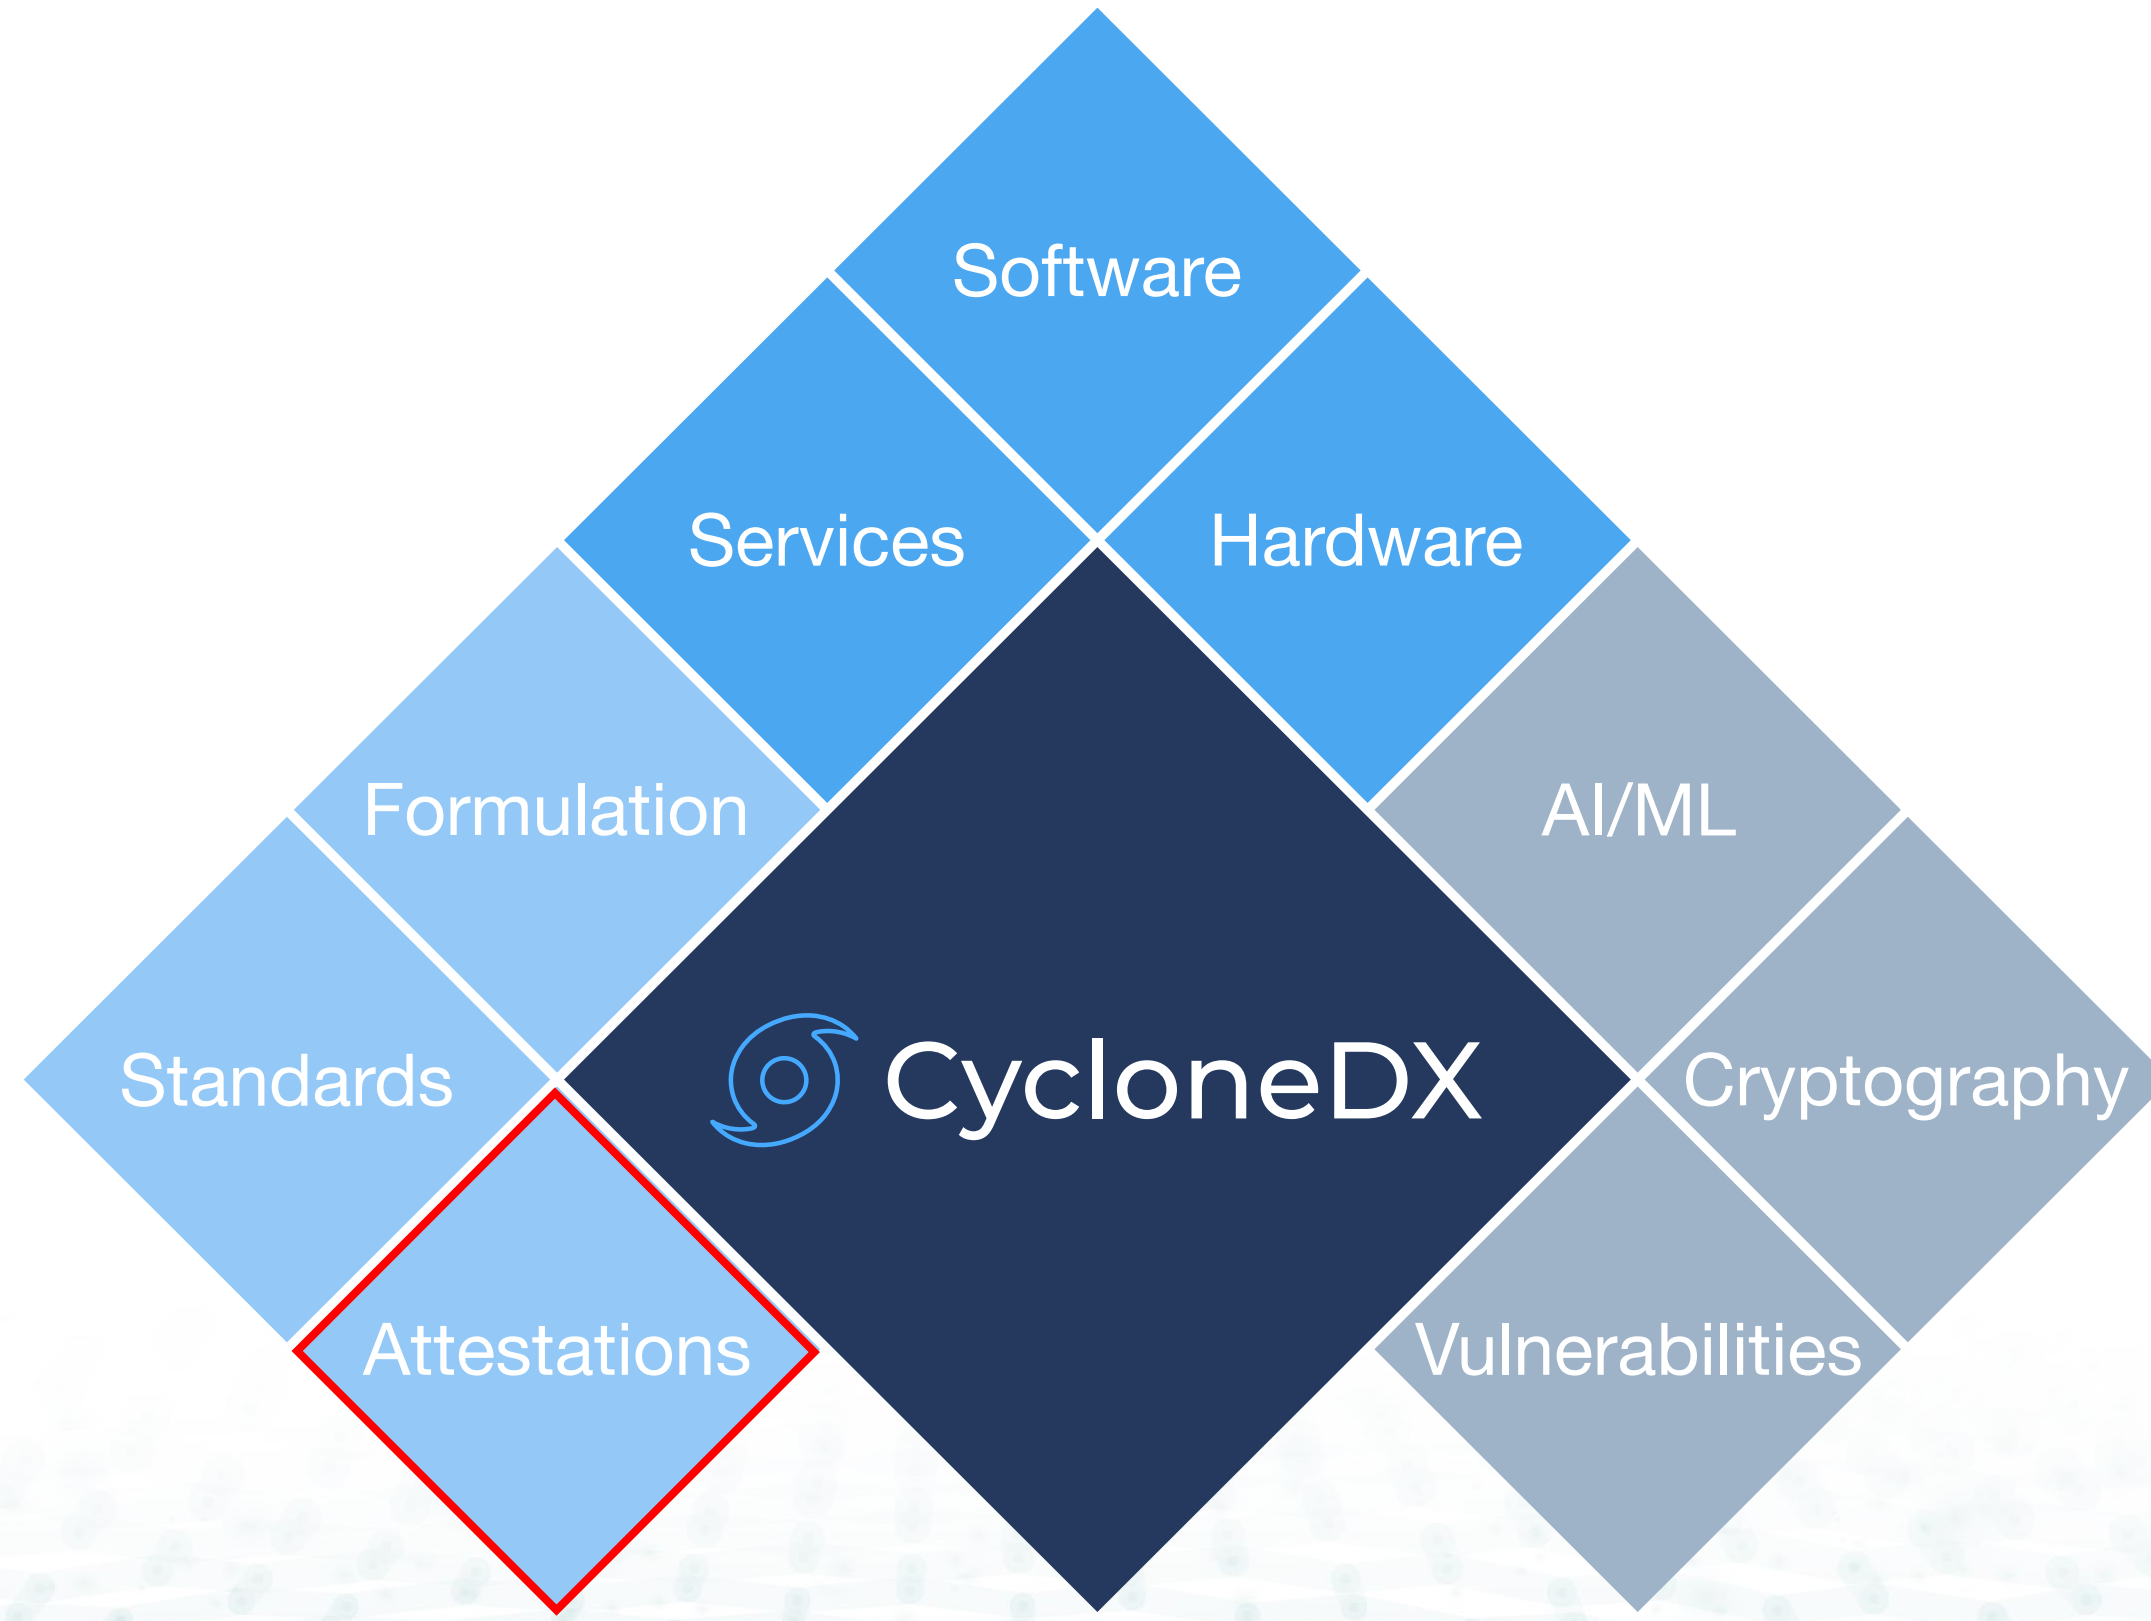 Software
Services
Hardware
Formulation
AI/ML
Standards
CycloneDX
Cryptography
Attestations
Vulnerabilities